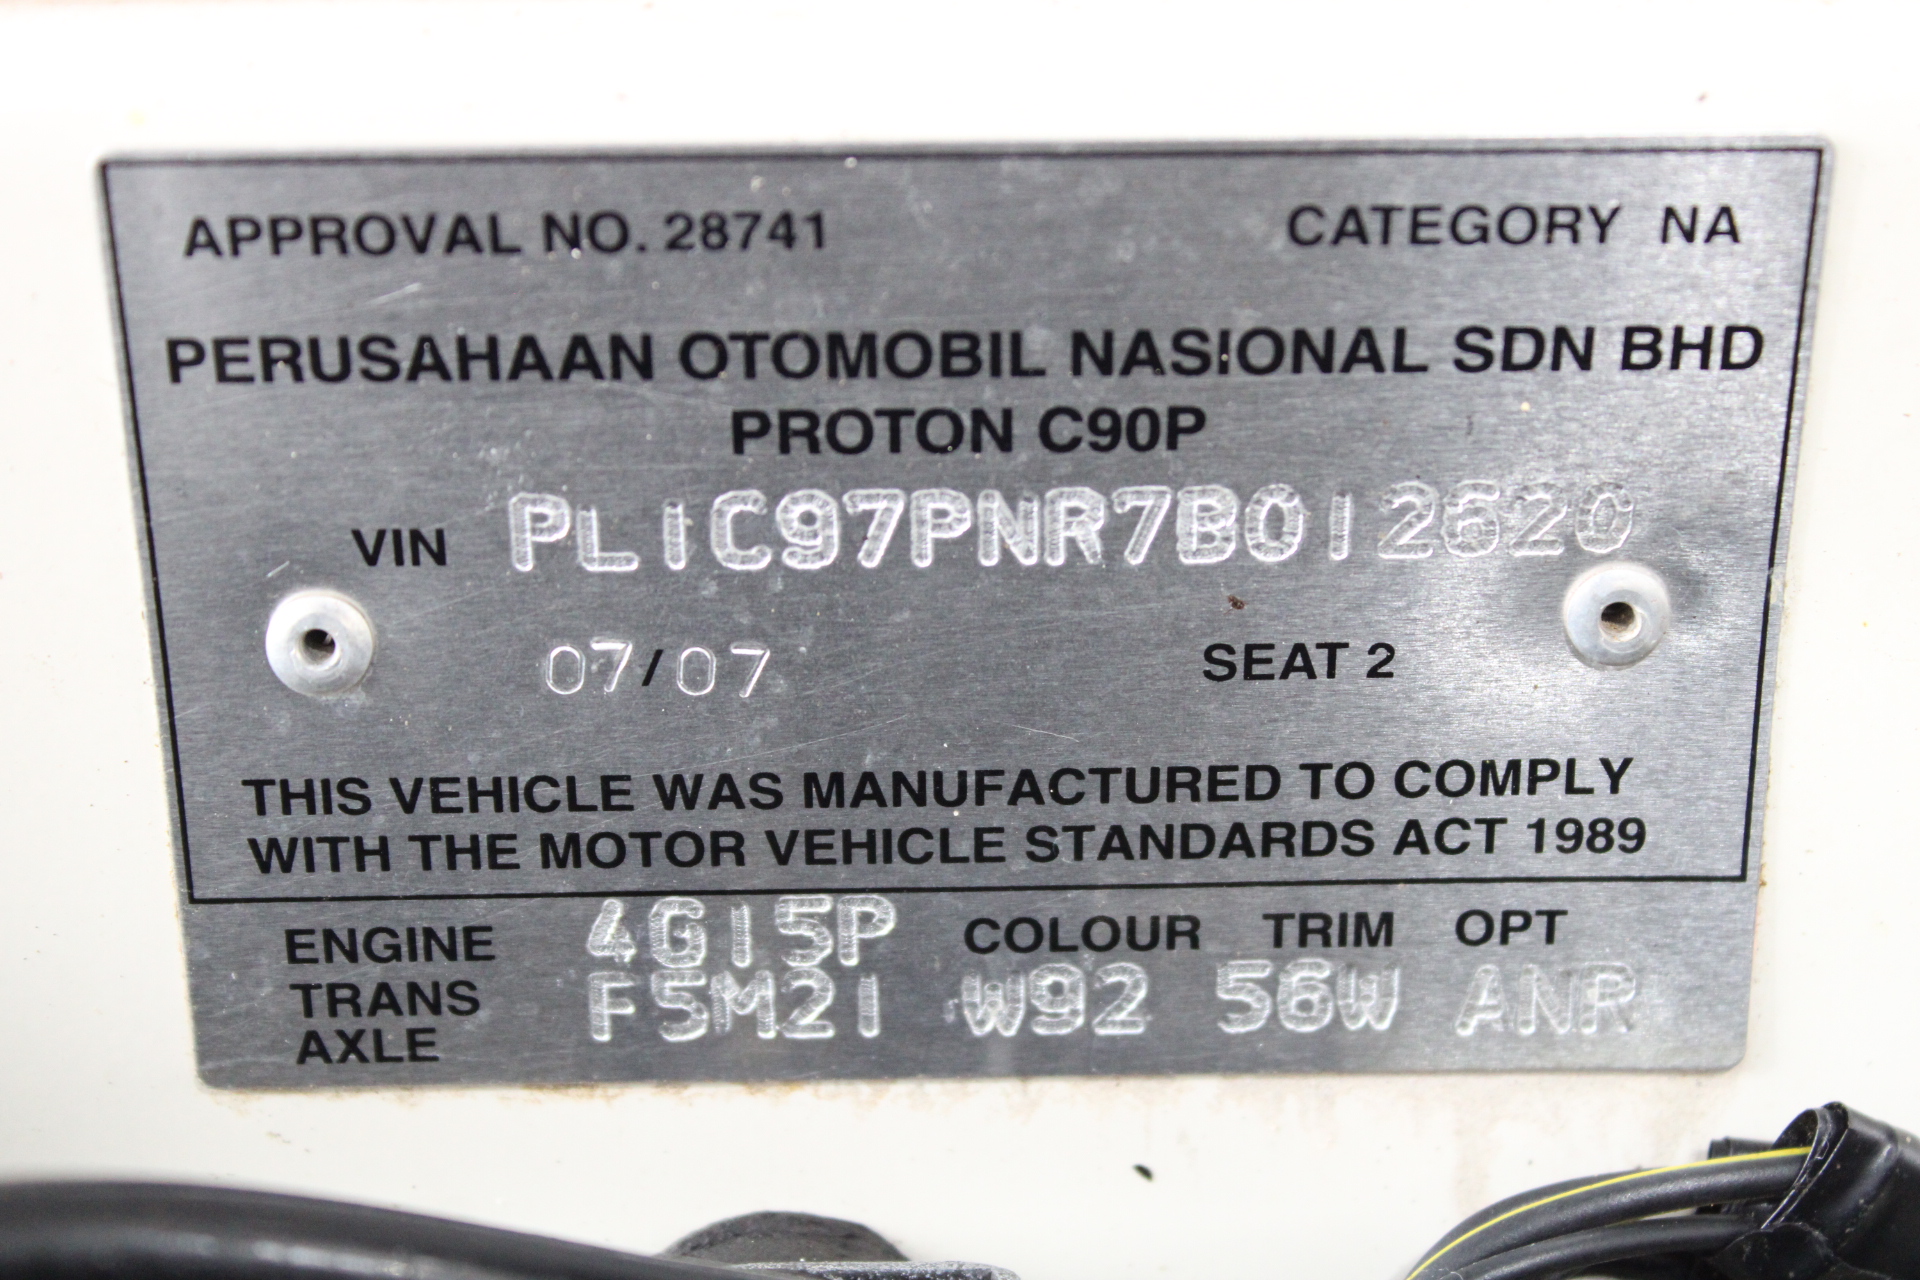 APPROVAL NO. 28741 CATEGORY NA
PERUSAHAAN OTOMOBIL NASIONAL SDN BHD
PROTON C90P
VIN PL1C97PNR7B012620
07/07 SEAT 2
THIS VEHICLE WAS MANUFACTURED TO COMPLY
WITH THE MOTOR VEHICLE STANDARDS ACT 1989
ENGINE 4G15P COLOUR TRIM OPT
TRANS AXLE F5M21 W92 56W ANR